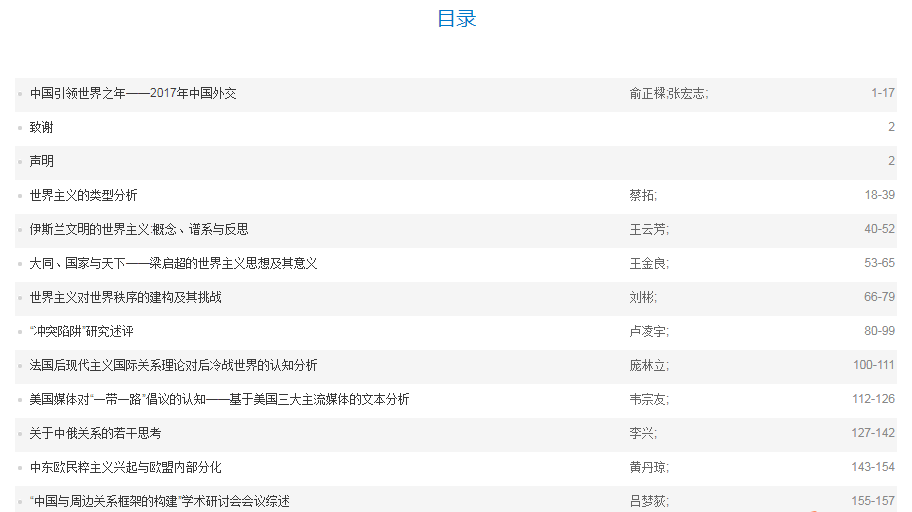 目录
中国引领世界之年——2017年中国外交 俞正樑;张宏志; 1-17
致谢 2
声明 2
世界主义的类型分析 蔡拓; 18-39
伊斯兰文明的世界主义:概念、谱系与反思 王云芳; 40-52
大同、国家与天下——梁启超的世界主义思想及其意义 王金良; 53-65
世界主义对世界秩序的建构及其挑战 刘彬; 66-79
“冲突陷阱”研究述评 卢凌宇; 80-99
法国后现代主义国际关系理论对后冷战世界的认知分析 庞林立; 100-111
美国媒体对“一带一路”倡议的认知——基于美国三大主流媒体的文本分析 韦宗友; 112-126
关于中俄关系的若干思考 李兴; 127-142
中东欧民粹主义兴起与欧盟内部分化 黄丹琼; 143-154
“中国与周边关系框架的构建”学术研讨会会议综述 吕梦荻; 155-157